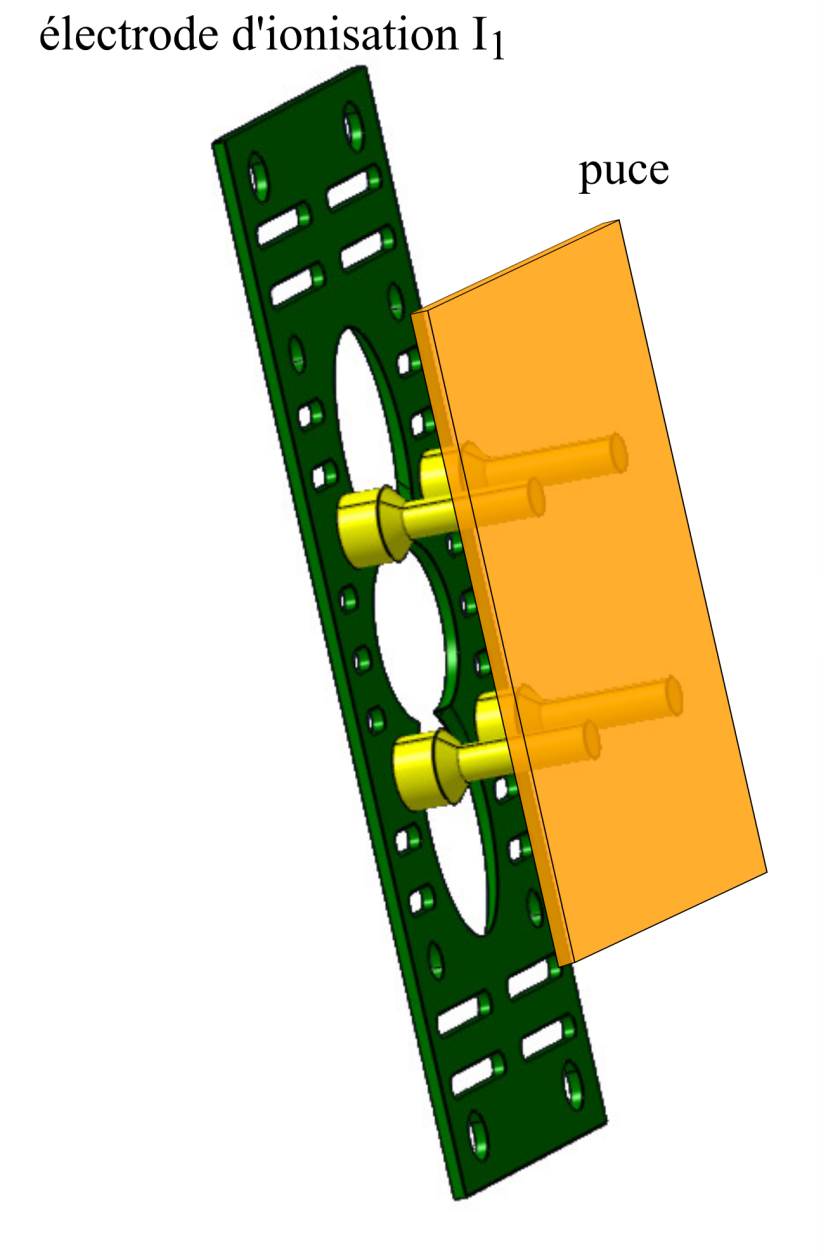 électrode d'ionisation I₁
puce